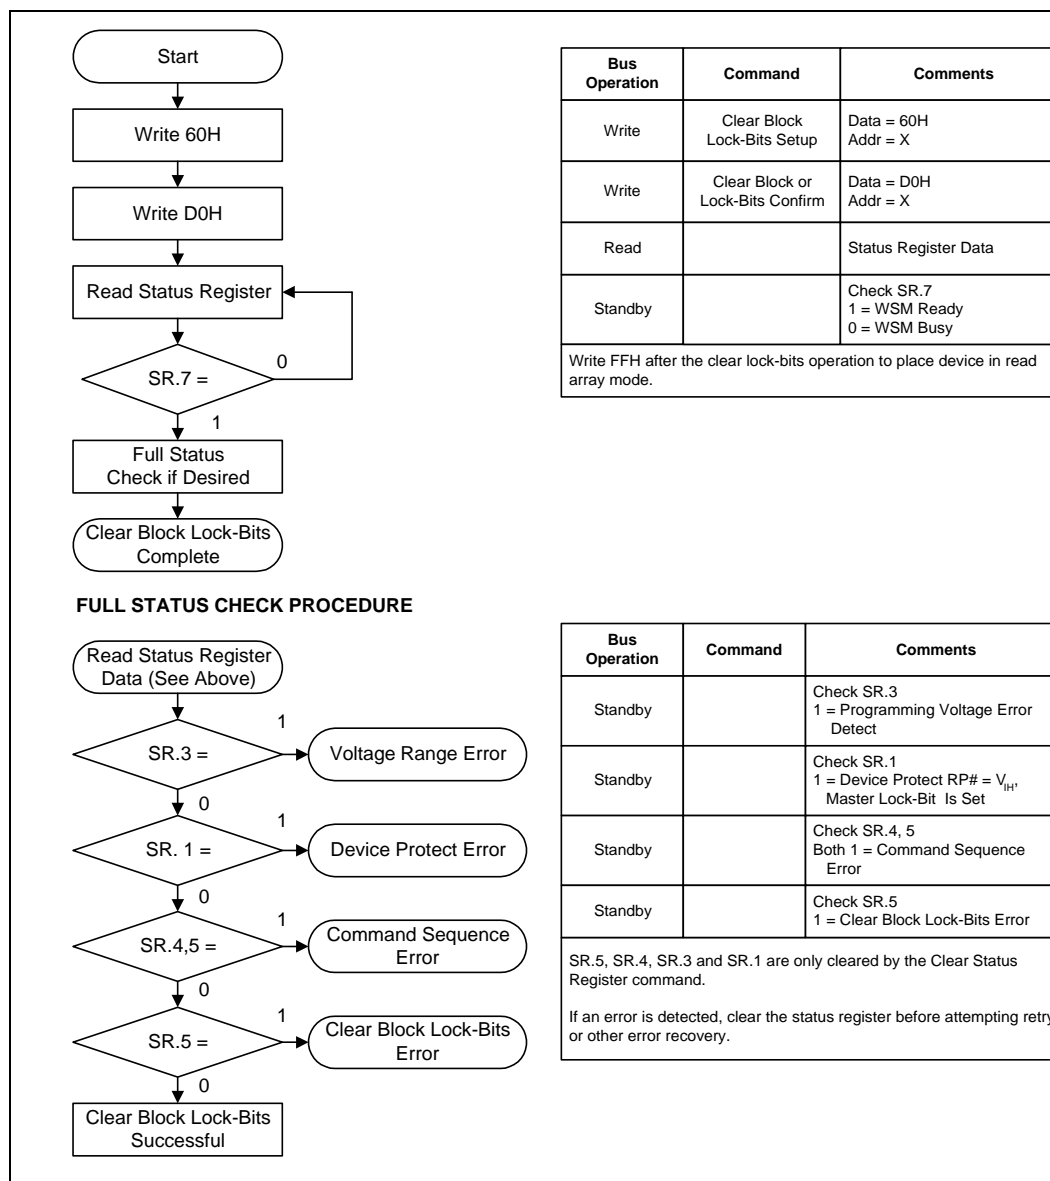 Start
Write 60H
Write D0H
Read Status Register
SR.7 =
0
1
Full Status
Check if Desired
Clear Block Lock-Bits
Complete
Bus
Operation
Command
Comments
Write
Clear Block
Lock-Bits Setup
Data = 60H
Addr = X
Write
Clear Block or
Lock-Bits Confirm
Data = D0H
Addr = X
Read
Status Register Data
Standby
Check SR.7
1 = WSM Ready
0 = WSM Busy
Write FFH after the clear lock-bits operation to place device in read
array mode.
FULL STATUS CHECK PROCEDURE
Read Status Register
Data (See Above)
SR.3 =
1
Voltage Range Error
0
SR. 1 =
1
Device Protect Error
0
SR.4,5 =
1
Command Sequence
Error
0
SR.5 =
1
Clear Block Lock-Bits
Error
0
Clear Block Lock-Bits
Successful
Bus
Operation
Command
Comments
Standby
Check SR.3
1 = Programming Voltage Error
Detect
Standby
Check SR.1
1 = Device Protect RP# = VIH,
Master Lock-Bit Is Set
Standby
Check SR.4, 5
Both 1 = Command Sequence
Error
Standby
Check SR.5
1 = Clear Block Lock-Bits Error
SR.5, SR.4, SR.3 and SR.1 are only cleared by the Clear Status
Register command.
If an error is detected, clear the status register before attempting retry
or other error recovery.